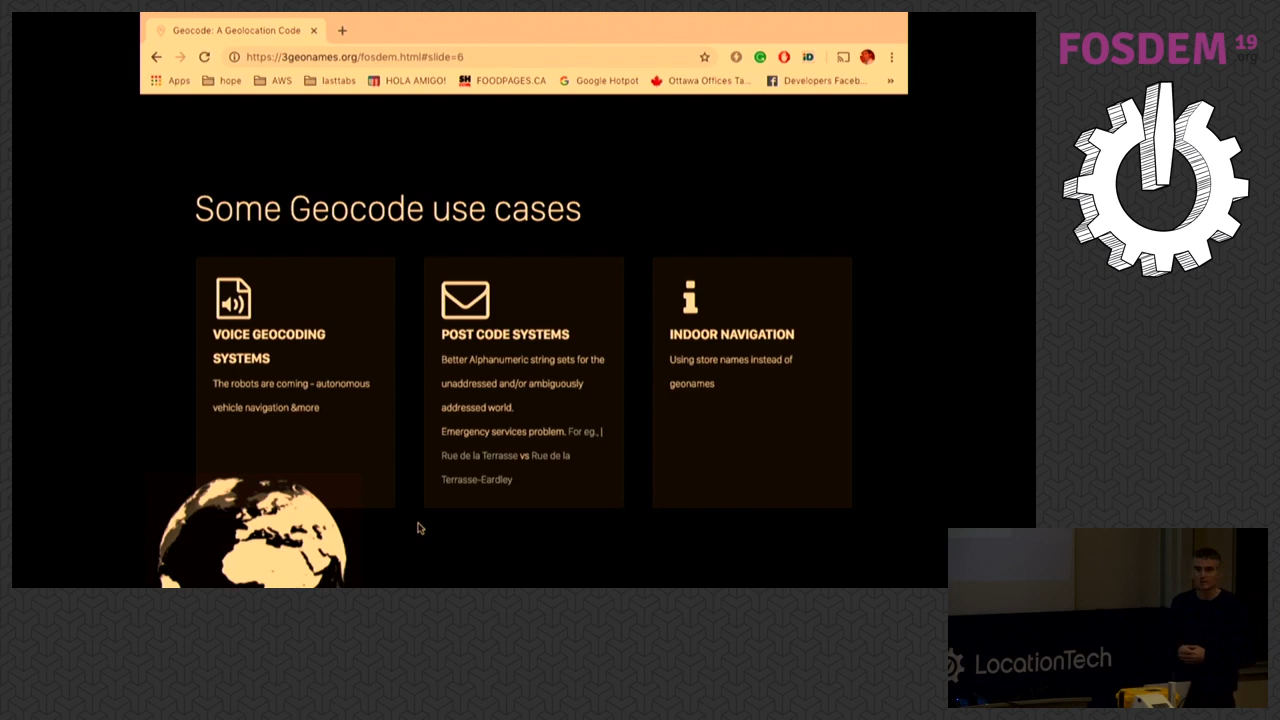 Geocode: A Geolocation Code
https://3geonames.org/fosdem.html#slide=6
Apps hope AWS lasttabs HOLA AMIGO! FOODPAGES.CA Google Hotpot Ottawa Offices Ta... Developers Faceb... »
Some Geocode use cases
VOICE GEOCODING
SYSTEMS
The robots are coming - autonomous
vehicle navigation &more
POST CODE SYSTEMS
Better Alphanumeric string sets for the
unaddressed and/or ambiguously
addressed world.
Emergency services problem. For eg., |
Rue de la Terrasse vs Rue de la
Terrasse-Eardley
INDOOR NAVIGATION
Using store names instead of
geonames
FOSDEM 19
.org
LocationTech